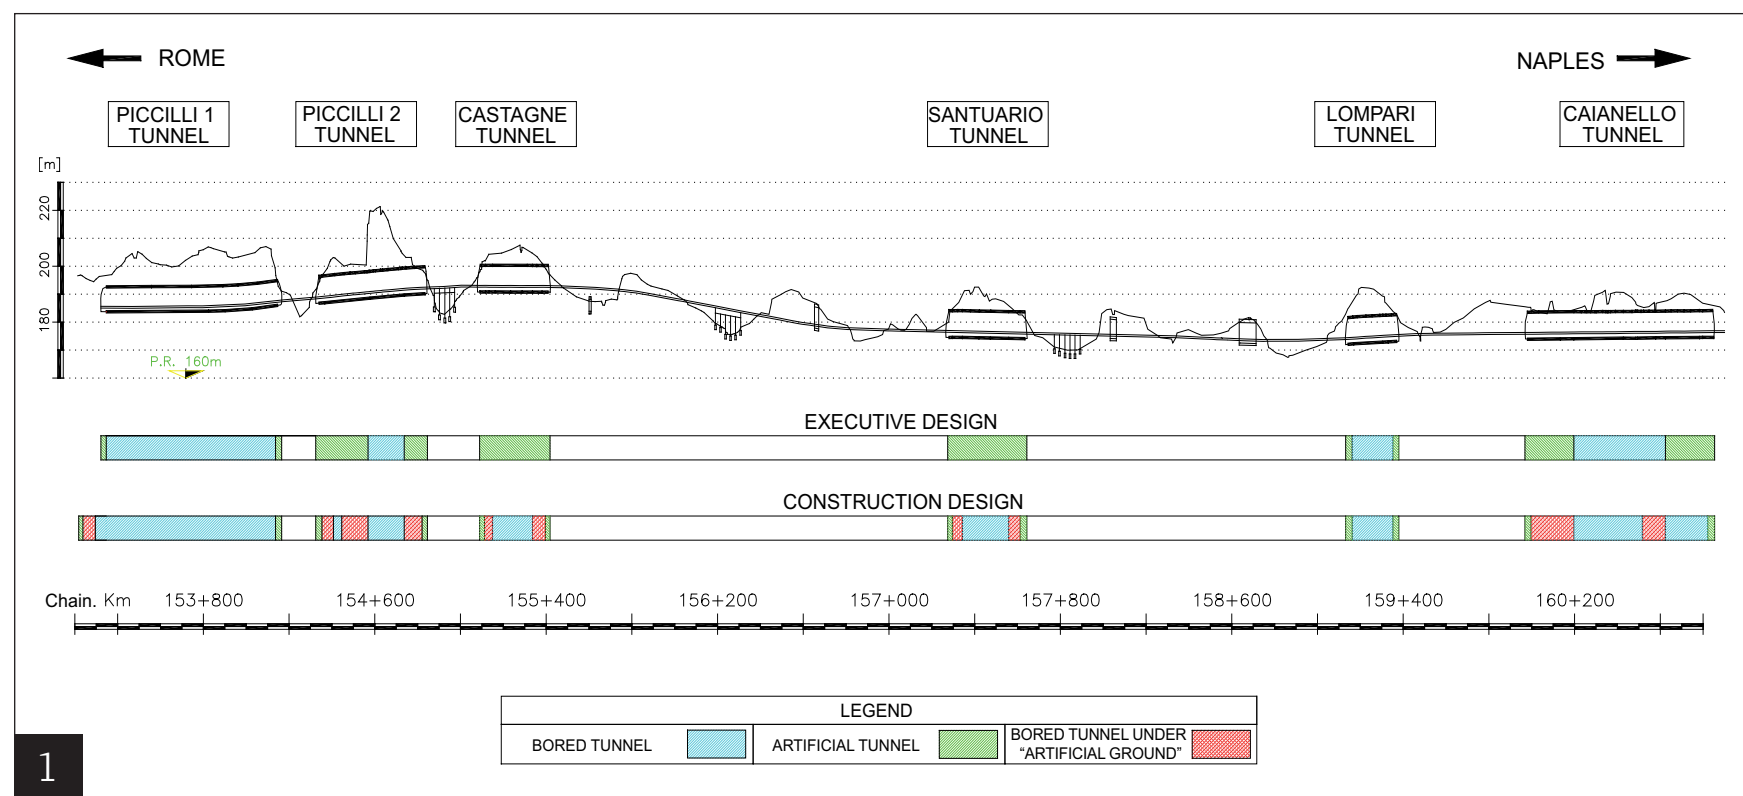 ROME
NAPLES
PICCILLI 1
TUNNEL
PICCILLI 2
TUNNEL
CASTAGNE
TUNNEL
SANTUARIO
TUNNEL
LOMPARI
TUNNEL
CAIANELLO
TUNNEL
[m]
220
200
180
P.R. 160m
EXECUTIVE DESIGN
CONSTRUCTION DESIGN
Chain. Km 153+800 154+600 155+400 156+200 157+000 157+800 158+600 159+400 160+200
LEGEND
BORED TUNNEL
ARTIFICIAL TUNNEL
BORED TUNNEL UNDER
“ARTIFICIAL GROUND”
1